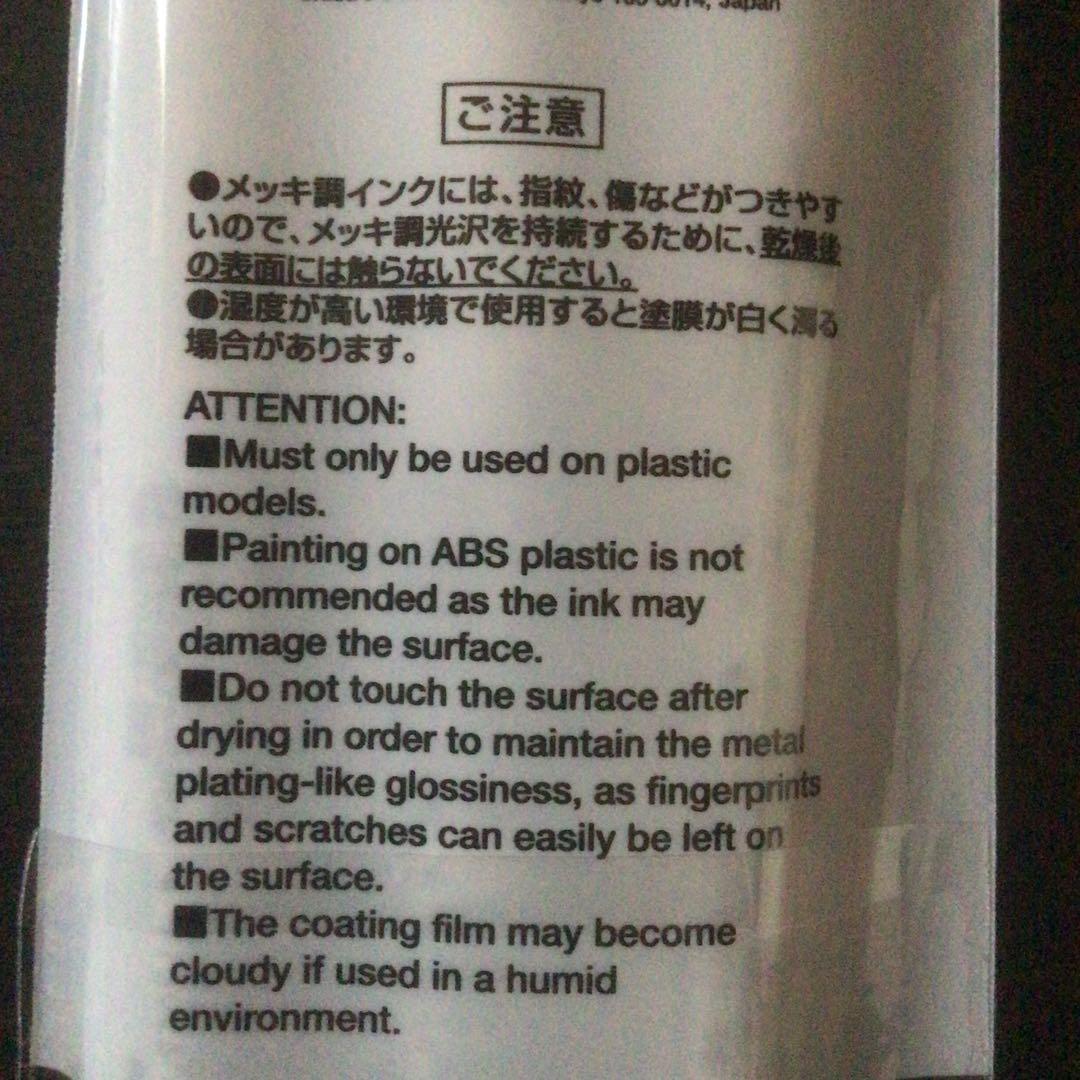 Japan
ご注意
●メッキ調インクには、指紋、傷などがつきやす
いので、メッキ調光沢を持続するために、乾燥後
の表面には触らないでください。
●湿度が高い環境で使用すると塗膜が白く濁る
場合があります。
ATTENTION:
■Must only be used on plastic
models.
■Painting on ABS plastic is not
recommended as the ink may
damage the surface.
■Do not touch the surface after
drying in order to maintain the metal
plating-like glossiness, as fingerprints
and scratches can easily be left on
the surface.
■The coating film may become
cloudy if used in a humid
environment.